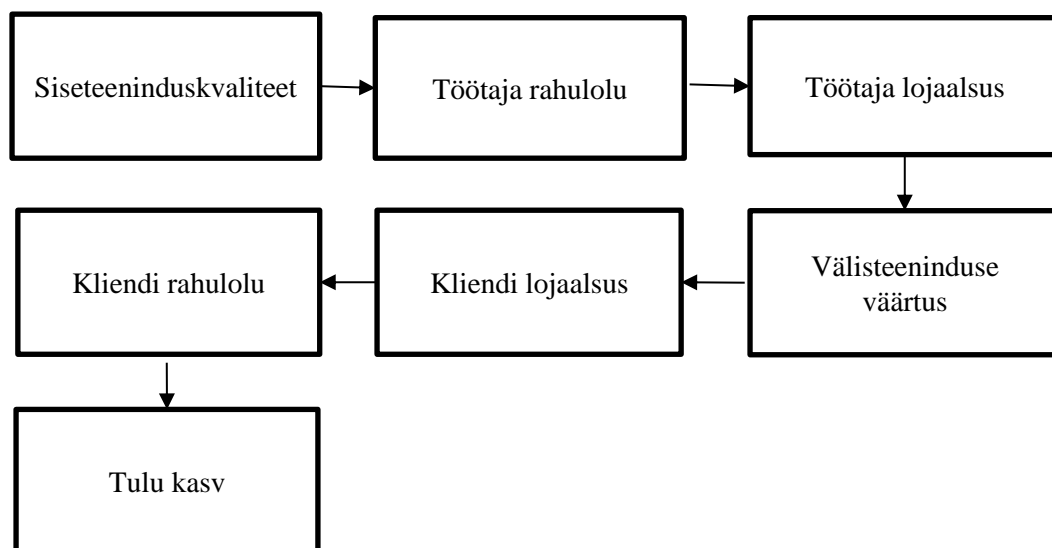 Siseteeninduskvaliteet
Töötaja rahulolu
Töötaja lojaalsus
Välisteeninduse
väärtus
Kliendi lojaalsus
Kliendi rahulolu
Tulu kasv